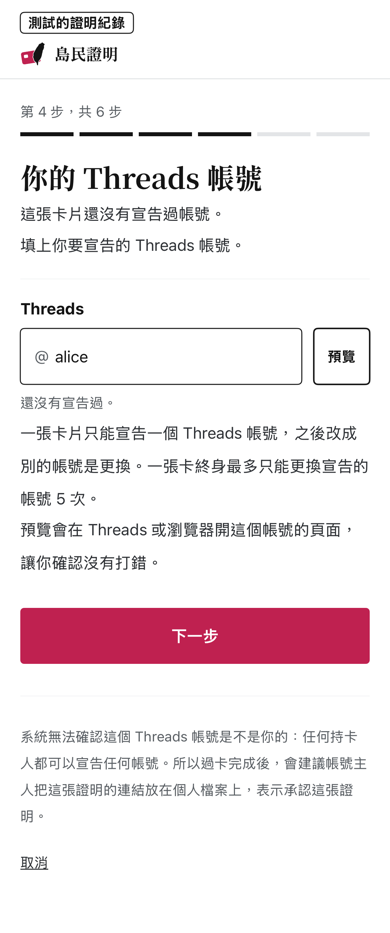 測試的證明紀錄
島民證明
第 4 步，共 6 步
你的 Threads 帳號
這張卡片還沒有宣告過帳號。
填上你要宣告的 Threads 帳號。
Threads
@ alice
預覽
還沒有宣告過。
一張卡片只能宣告一個 Threads 帳號，之後改成
別的帳號是更換。一張卡終身最多只能更換宣告的
帳號 5 次。
預覽會在 Threads 或瀏覽器開這個帳號的頁面，
讓你確認沒有打錯。
下一步
系統無法確認這個 Threads 帳號是不是你的：任何持卡
人都可以宣告任何帳號。所以過卡完成後，會建議帳號主
人把這張證明的連結放在個人檔案上，表示承認這張證
明。
取消